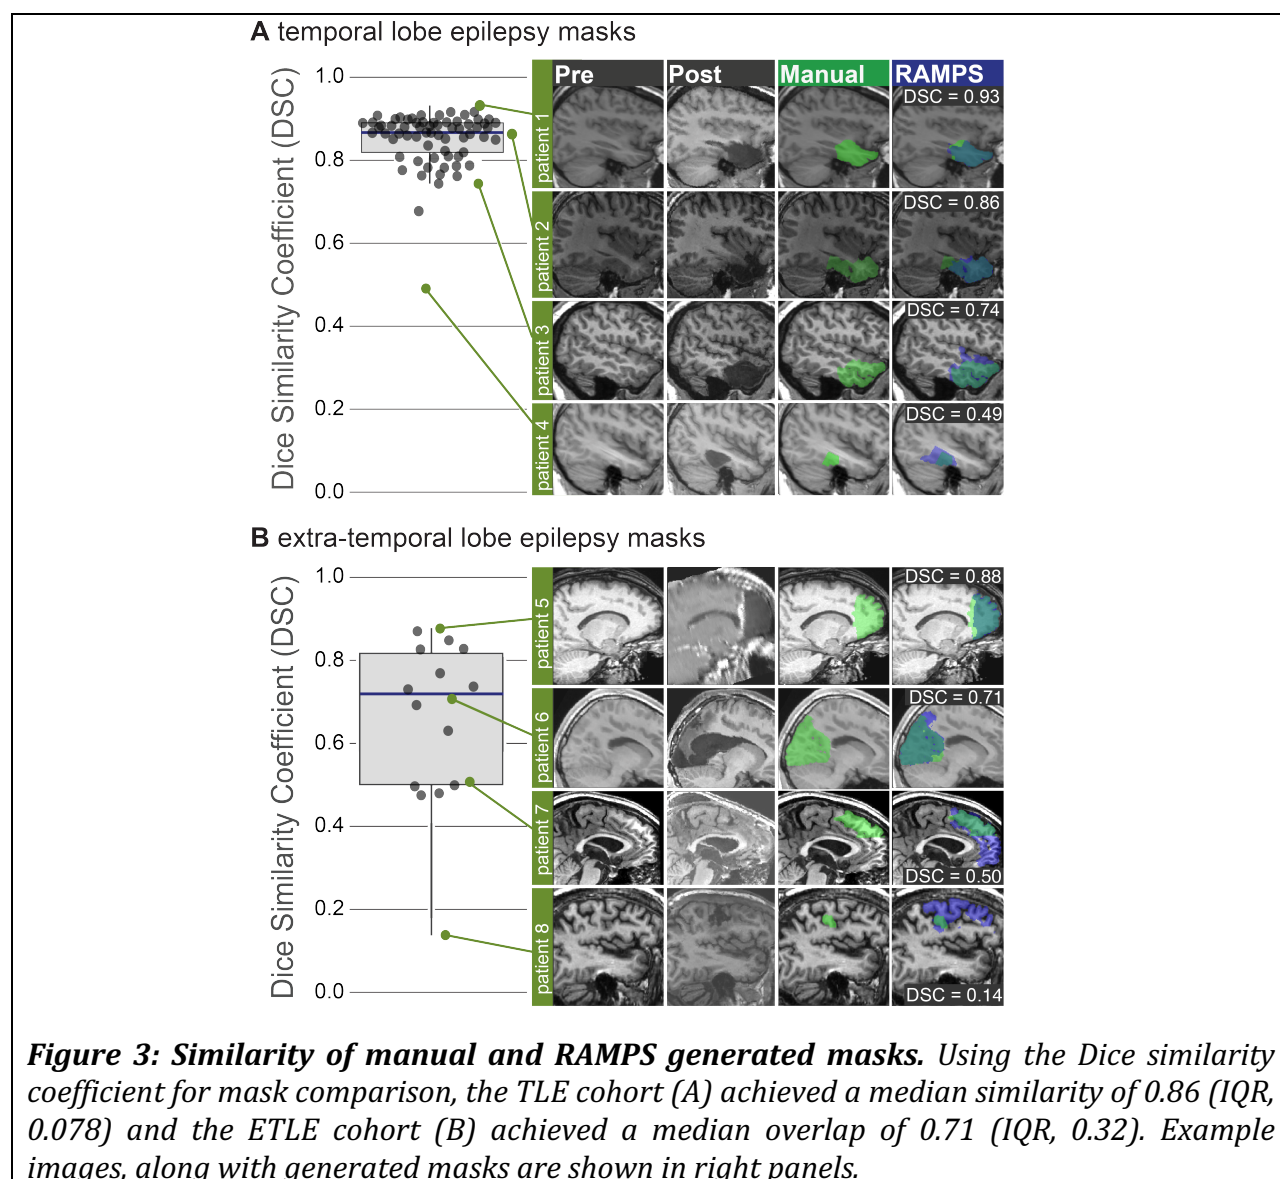 A temporal lobe epilepsy masks
Dice Similarity Coefficient (DSC)
1.0
0.8
0.6
0.4
0.2
0.0
Pre Post Manual RAMPS
patient 1
DSC = 0.93
patient 2
DSC = 0.86
patient 3
DSC = 0.74
patient 4
DSC = 0.49
B extra-temporal lobe epilepsy masks
Dice Similarity Coefficient (DSC)
1.0
0.8
0.6
0.4
0.2
0.0
patient 5
DSC = 0.88
patient 6
DSC = 0.71
patient 7
DSC = 0.50
patient 8
DSC = 0.14
Figure 3: Similarity of manual and RAMPS generated masks. Using the Dice similarity
coefficient for mask comparison, the TLE cohort (A) achieved a median similarity of 0.86 (IQR,
0.078) and the ETLE cohort (B) achieved a median overlap of 0.71 (IQR, 0.32). Example
images, along with generated masks are shown in right panels.